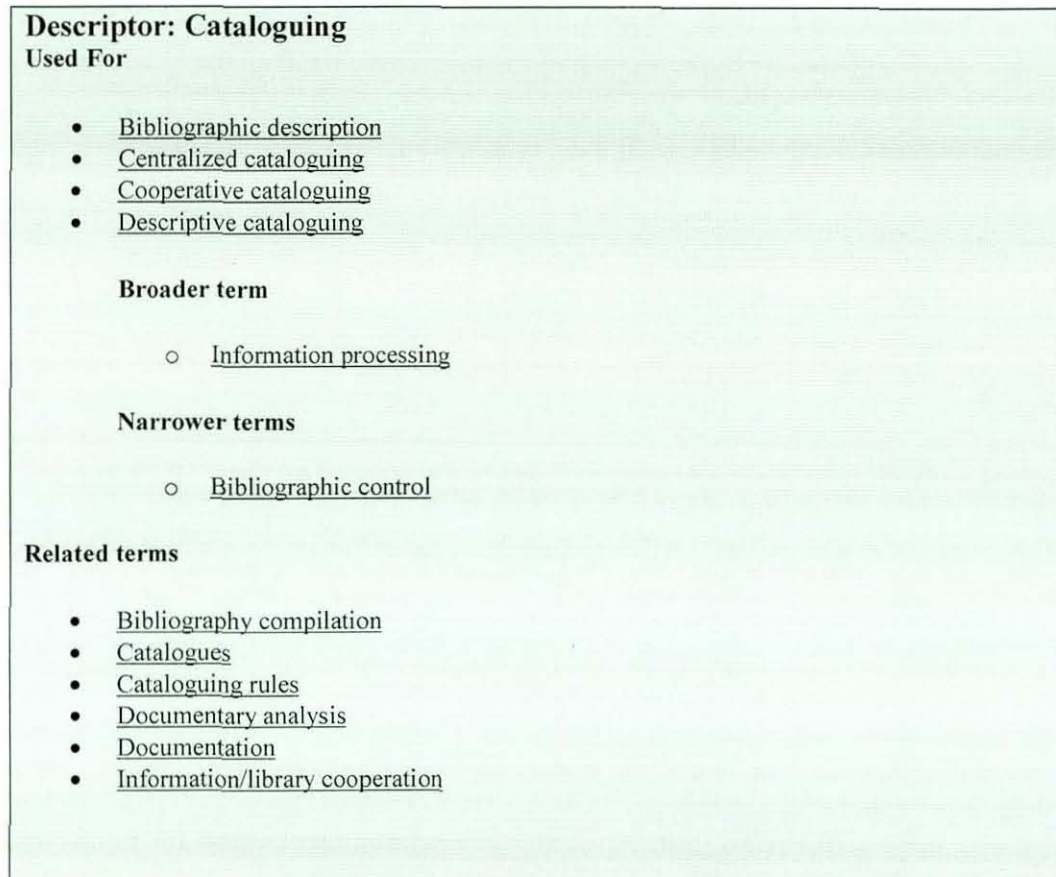 Descriptor: Cataloguing
Used For
• Bibliographic description
• Centralized cataloguing
• Cooperative cataloguing
• Descriptive cataloguing
Broader term
o Information processing
Narrower terms
o Bibliographic control
Related terms
• Bibliography compilation
• Catalogues
• Cataloguing rules
• Documentary analysis
• Documentation
• Information/library cooperation